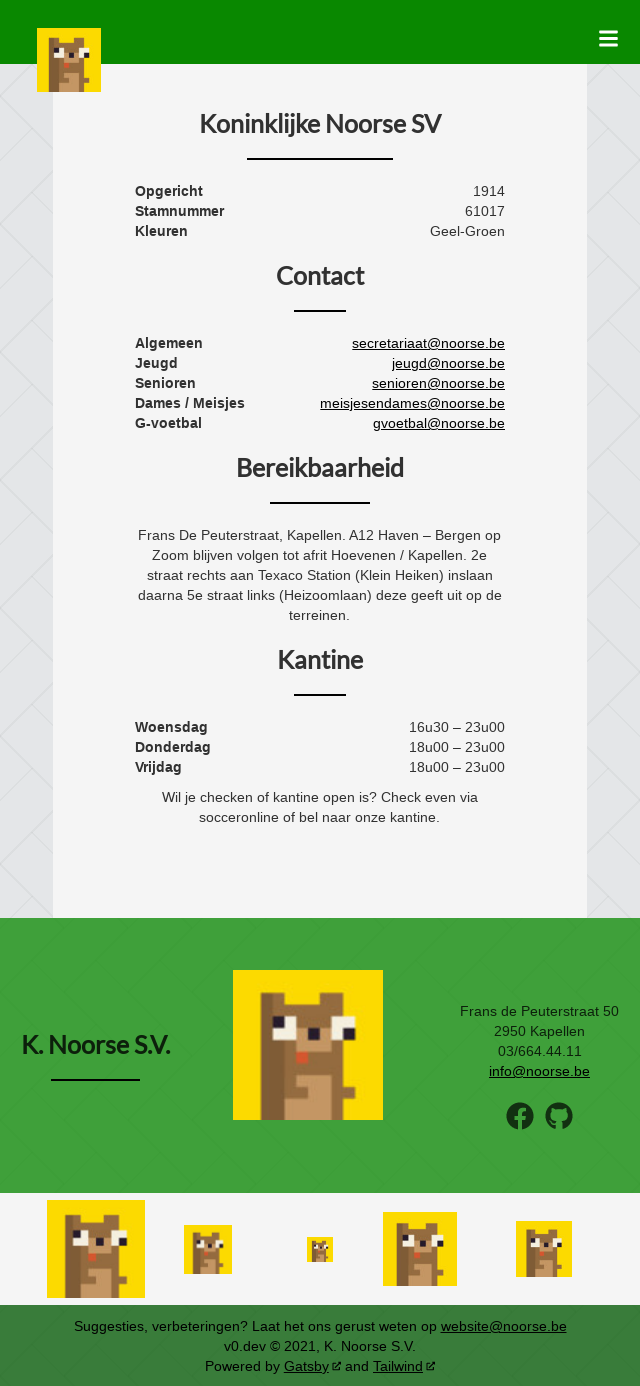 Koninklijke Noorse SV
Opgericht 1914
Stamnummer 61017
Kleuren Geel-Groen
Contact
Algemeen secretariaat@noorse.be
Jeugd jeugd@noorse.be
Senioren senioren@noorse.be
Dames / Meisjes meisjesendames@noorse.be
G-voetbal gvoetbal@noorse.be
Bereikbaarheid
Frans De Peuterstraat, Kapellen. A12 Haven – Bergen op
Zoom blijven volgen tot afrit Hoevenen / Kapellen. 2e
straat rechts aan Texaco Station (Klein Heiken) inslaan
daarna 5e straat links (Heizoomlaan) deze geeft uit op de
terreinen.
Kantine
Woensdag 16u30 – 23u00
Donderdag 18u00 – 23u00
Vrijdag 18u00 – 23u00
Wil je checken of kantine open is? Check even via
socceronline of bel naar onze kantine.
K. Noorse S.V.
Frans de Peuterstraat 50
2950 Kapellen
03/664.44.11
info@noorse.be
Suggesties, verbeteringen? Laat het ons gerust weten op website@noorse.be
v0.dev © 2021, K. Noorse S.V.
Powered by Gatsby and Tailwind